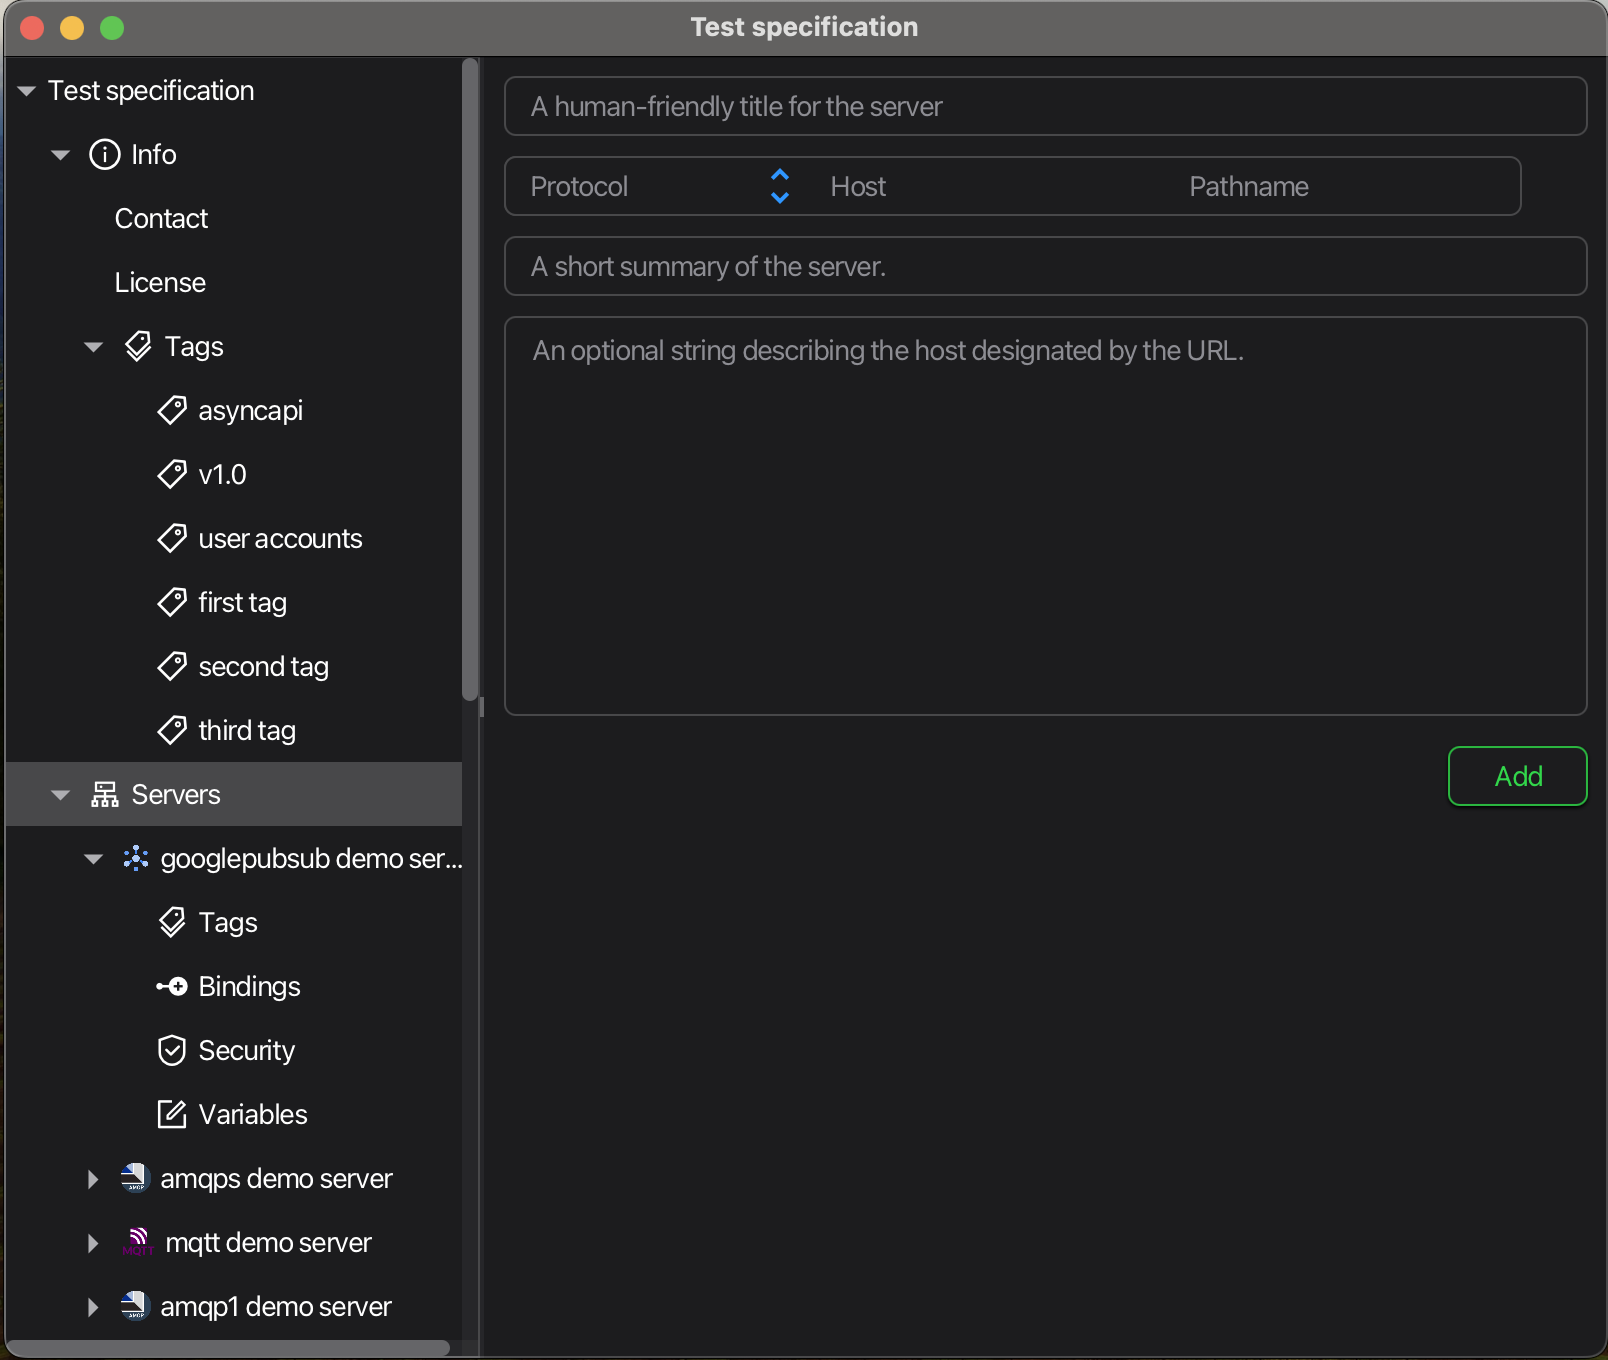 Test specification
Test specification
Info
Contact
License
Tags
asyncapi
v1.0
user accounts
first tag
second tag
third tag
Servers
googlepubsub demo ser...
Tags
Bindings
Security
Variables
amqps demo server
MQTT mqtt demo server
amqp1 demo server
A human-friendly title for the server
Protocol Host Pathname
A short summary of the server.
An optional string describing the host designated by the URL.
Add